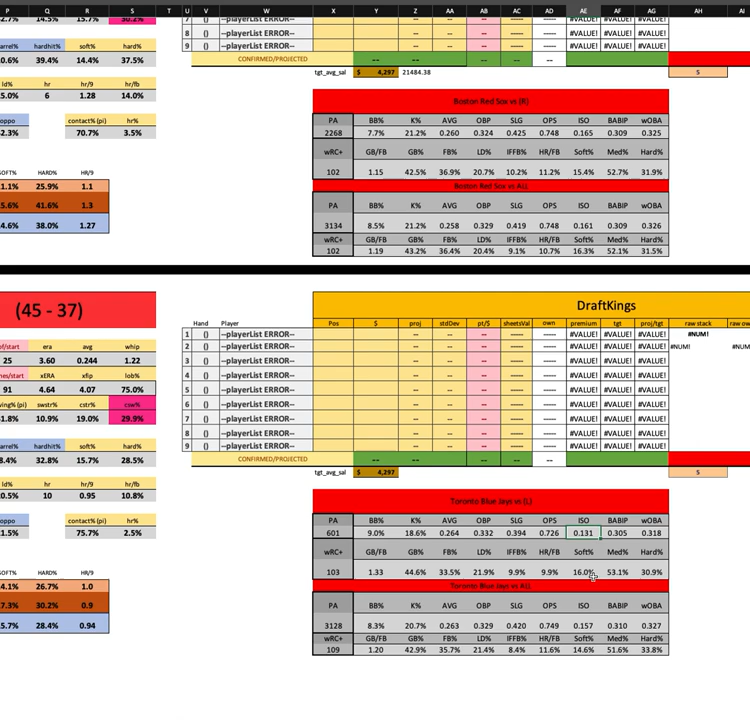 P Q R S T U V W X Y Z AA AB AC AD AE AF AG AH AI
14.5% 15.7% 30.2% 7 () --playerList ERROR-- -- -- -- -- ----- ----- #VALUE! #VALUE! #VALUE!
8 () --playerList ERROR-- -- -- -- -- ----- ----- #VALUE! #VALUE! #VALUE!
arrel% hardhit% soft% hard% 9 () --playerList ERROR-- -- -- -- -- ----- ----- #VALUE! #VALUE! #VALUE!
0.6% 39.4% 14.4% 37.5% CONFIRMED/PROJECTED -- -- --
tgt_avg_sal $ 4,297 21484.38 $
ld% hr hr/9 hr/fb
5.0% 6 1.28 14.0% Boston Red Sox vs (R)
oppo contact% (pi) hr% PA BB% K% AVG OBP SLG OPS ISO BABIP wOBA
2.3% 70.7% 3.5% 2268 7.7% 21.2% 0.260 0.324 0.425 0.748 0.165 0.309 0.325
wRC+ GB/FB GB% FB% LD% IFFB% HR/FB Soft% Med% Hard%
SOFT% HARD% HR/9 102 1.15 42.5% 36.9% 20.7% 10.2% 11.2% 15.4% 52.7% 31.9%
1.1% 25.9% 1.1 Boston Red Sox vs ALL
5.6% 41.6% 1.3 PA BB% K% AVG OBP SLG OPS ISO BABIP wOBA
4.6% 38.0% 1.27 3134 8.5% 21.2% 0.258 0.329 0.419 0.748 0.161 0.309 0.326
wRC+ GB/FB GB% FB% LD% IFFB% HR/FB Soft% Med% Hard%
102 1.19 43.2% 36.4% 20.4% 9.1% 10.7% 16.3% 52.1% 31.5%
(45 - 37) DraftKings
Hand Player Pos $ proj stdDev pt/$ sheetsVal own premium tgt proj/tgt raw stack raw ow
of/start era avg whip 1 () --playerList ERROR-- -- -- -- -- ----- ----- #VALUE! #VALUE! #VALUE! #NUM!
25 3.60 0.244 1.22 2 () --playerList ERROR-- -- -- -- -- ----- ----- #VALUE! #VALUE! #VALUE! #NUM! #NUM
hes/start xERA xfip lob% 3 () --playerList ERROR-- -- -- -- -- ----- ----- #VALUE! #VALUE! #VALUE!
91 4.64 4.07 75.0% 4 () --playerList ERROR-- -- -- -- -- ----- ----- #VALUE! #VALUE! #VALUE!
5 () --playerList ERROR-- -- -- -- -- ----- ----- #VALUE! #VALUE! #VALUE!
ving% (pi) swstr% cstr% csw% 6 () --playerList ERROR-- -- -- -- -- ----- ----- #VALUE! #VALUE! #VALUE!
1.8% 10.9% 19.0% 29.9% 7 () --playerList ERROR-- -- -- -- -- ----- ----- #VALUE! #VALUE! #VALUE!
8 () --playerList ERROR-- -- -- -- -- ----- ----- #VALUE! #VALUE! #VALUE!
arrel% hardhit% soft% hard% 9 () --playerList ERROR-- -- -- -- -- ----- ----- #VALUE! #VALUE! #VALUE!
8.4% 32.8% 15.7% 28.5% CONFIRMED/PROJECTED -- -- --
tgt_avg_sal $ 4,297 $
ld% hr hr/9 hr/fb
0.5% 10 0.95 10.8% Toronto Blue Jays vs (L)
oppo contact% (pi) hr% PA BB% K% AVG OBP SLG OPS ISO BABIP wOBA
1.5% 75.7% 2.5% 601 9.0% 18.6% 0.264 0.332 0.394 0.726 0.131 0.305 0.318
wRC+ GB/FB GB% FB% LD% IFFB% HR/FB Soft% Med% Hard%
SOFT% HARD% HR/9 103 1.33 44.6% 33.5% 21.9% 9.9% 9.9% 16.0% 53.1% 30.9%
4.1% 26.7% 1.0 Toronto Blue Jays vs ALL
7.3% 30.2% 0.9 PA BB% K% AVG OBP SLG OPS ISO BABIP wOBA
5.7% 28.4% 0.94 3128 8.3% 20.7% 0.263 0.329 0.420 0.749 0.157 0.310 0.327
wRC+ GB/FB GB% FB% LD% IFFB% HR/FB Soft% Med% Hard%
109 1.20 42.9% 35.7% 21.4% 8.4% 11.6% 14.6% 51.6% 33.8%